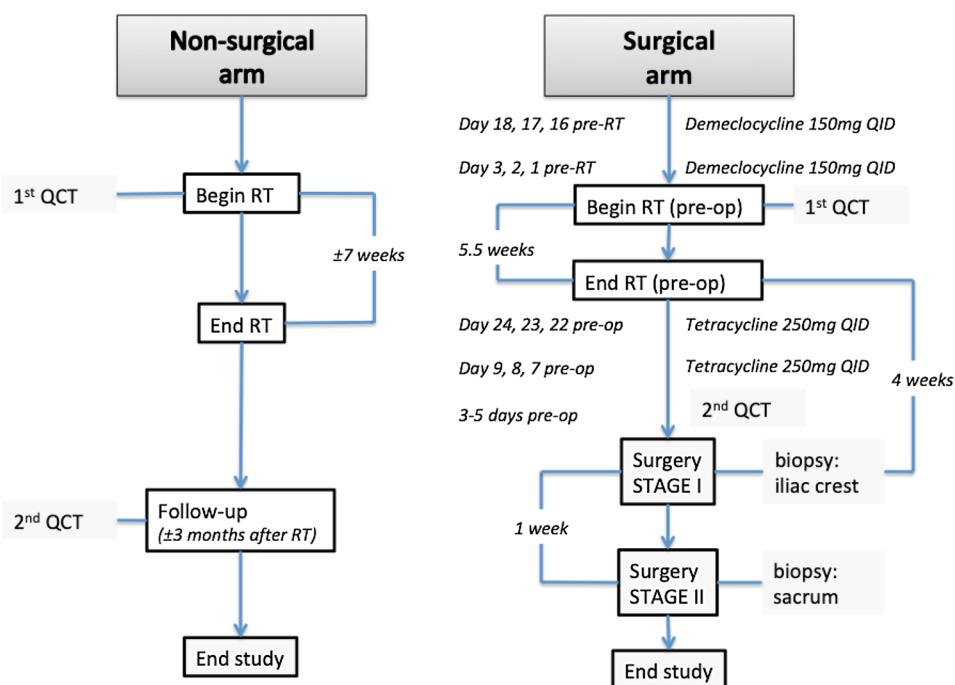 Non-surgical
arm
1st QCT
Begin RT
±7 weeks
End RT
2nd QCT
Follow-up
(±3 months after RT)
End study
Surgical
arm
Day 18, 17, 16 pre-RT
Demeclocycline 150mg QID
Day 3, 2, 1 pre-RT
Demeclocycline 150mg QID
Begin RT (pre-op)
1st QCT
5.5 weeks
End RT (pre-op)
Day 24, 23, 22 pre-op
Tetracycline 250mg QID
Day 9, 8, 7 pre-op
Tetracycline 250mg QID
4 weeks
3-5 days pre-op
2nd QCT
Surgery
STAGE I
biopsy:
iliac crest
1 week
Surgery
STAGE II
biopsy:
sacrum
End study